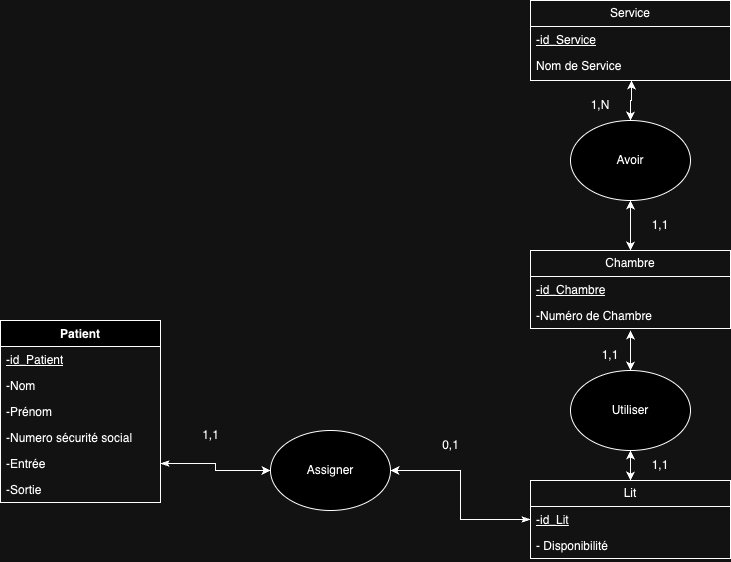 Service
-id_Service
Nom de Service
1,N
Avoir
1,1
Chambre
-id_Chambre
-Numéro de Chambre
1,1
Utiliser
1,1
Patient
-id_Patient
-Nom
-Prénom
-Numero sécurité social
-Entrée
-Sortie
1,1
Assigner
0,1
Lit
-id_Lit
- Disponibilité